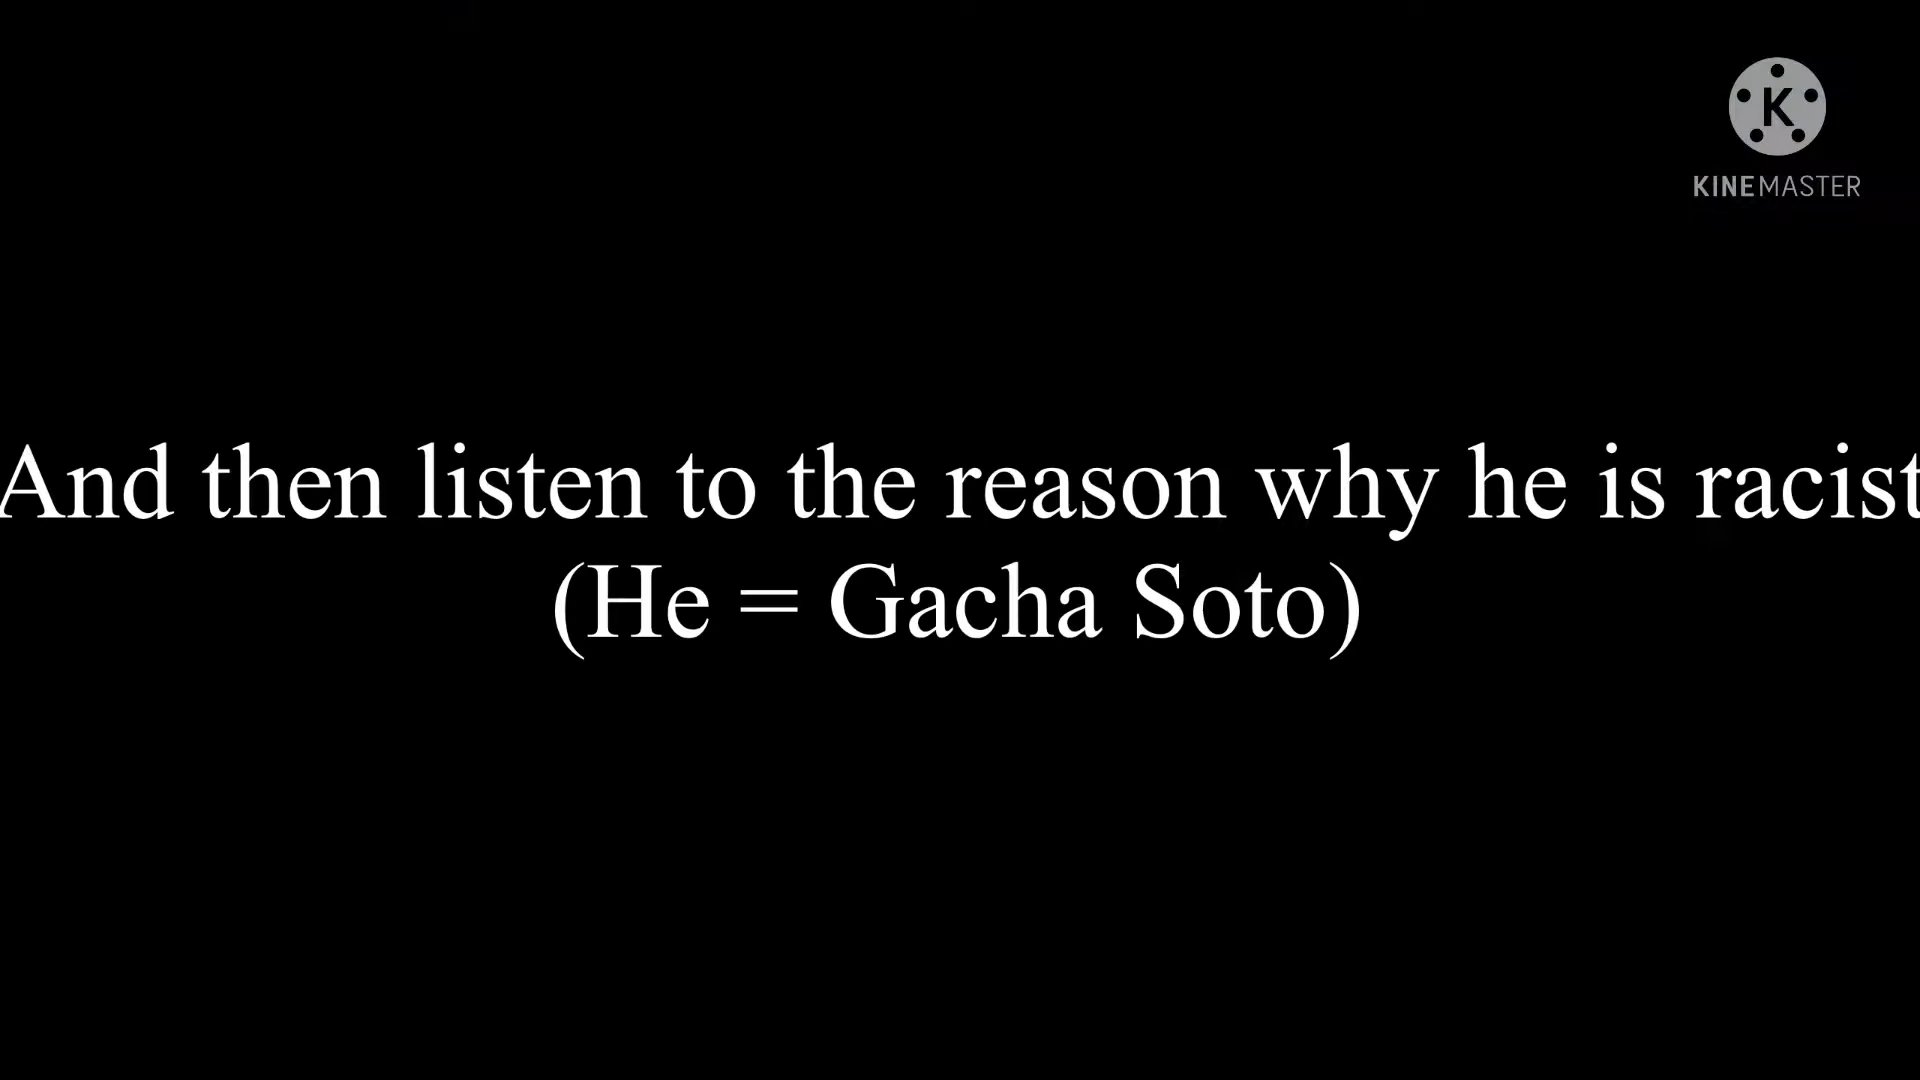 K
KINEMASTER
And then listen to the reason why he is racist
(He = Gacha Soto)